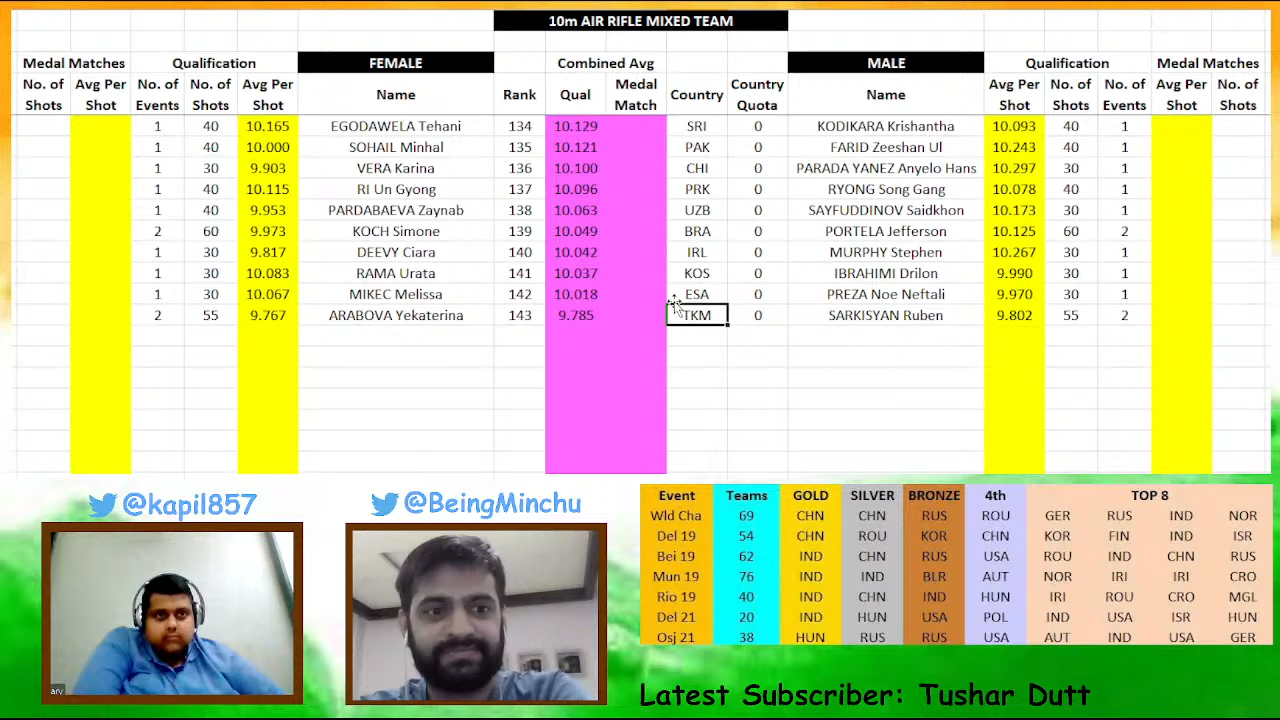 10m AIR RIFLE MIXED TEAM
Medal Matches Qualification FEMALE Combined Avg MALE Qualification Medal Matches
No. of Shots Avg Per Shot No. of Events No. of Shots Avg Per Shot Name Rank Qual Medal Match Country Country Quota Name Avg Per Shot No. of Shots No. of Events Avg Per Shot No. of Shots
1 40 10.165 EGODAWELA Tehani 134 10.129 SRI 0 KODIKARA Krishantha 10.093 40 1
1 40 10.000 SOHAIL Minhal 135 10.121 PAK 0 FARID Zeeshan Ul 10.243 40 1
1 30 9.903 VERA Karina 136 10.100 CHI 0 PARADA YANEZ Anyelo Hans 10.297 30 1
1 40 10.115 RI Un Gyong 137 10.096 PRK 0 RYONG Song Gang 10.078 40 1
1 40 9.953 PARDABAEVA Zaynab 138 10.063 UZB 0 SAYFUDDINOV Saidkhon 10.173 30 1
2 60 9.973 KOCH Simone 139 10.049 BRA 0 PORTELA Jefferson 10.125 60 2
1 30 9.817 DEEVY Ciara 140 10.042 IRL 0 MURPHY Stephen 10.267 30 1
1 30 10.083 RAMA Urata 141 10.037 KOS 0 IBRAHIMI Drilon 9.990 30 1
1 30 10.067 MIKEC Melissa 142 10.018 ESA 0 PREZA Noe Neftali 9.970 30 1
2 55 9.767 ARABOVA Yekaterina 143 9.785 TKM 0 SARKISYAN Ruben 9.802 55 2
@kapil857 @BeingMinchu
ary
Event Teams GOLD SILVER BRONZE 4th TOP 8
Wld Cha 69 CHN CHN RUS ROU GER RUS IND NOR
Del 19 54 CHN ROU KOR CHN KOR FIN IND ISR
Bei 19 62 IND CHN RUS USA ROU IND CHN RUS
Mun 19 76 IND IND BLR AUT NOR IRI IRI CRO
Rio 19 40 IND CHN IND HUN IRI ROU CRO MGL
Del 21 20 IND HUN USA POL IND USA ISR HUN
Osj 21 38 HUN RUS RUS USA AUT IND USA GER
Latest Subscriber: Tushar Dutt